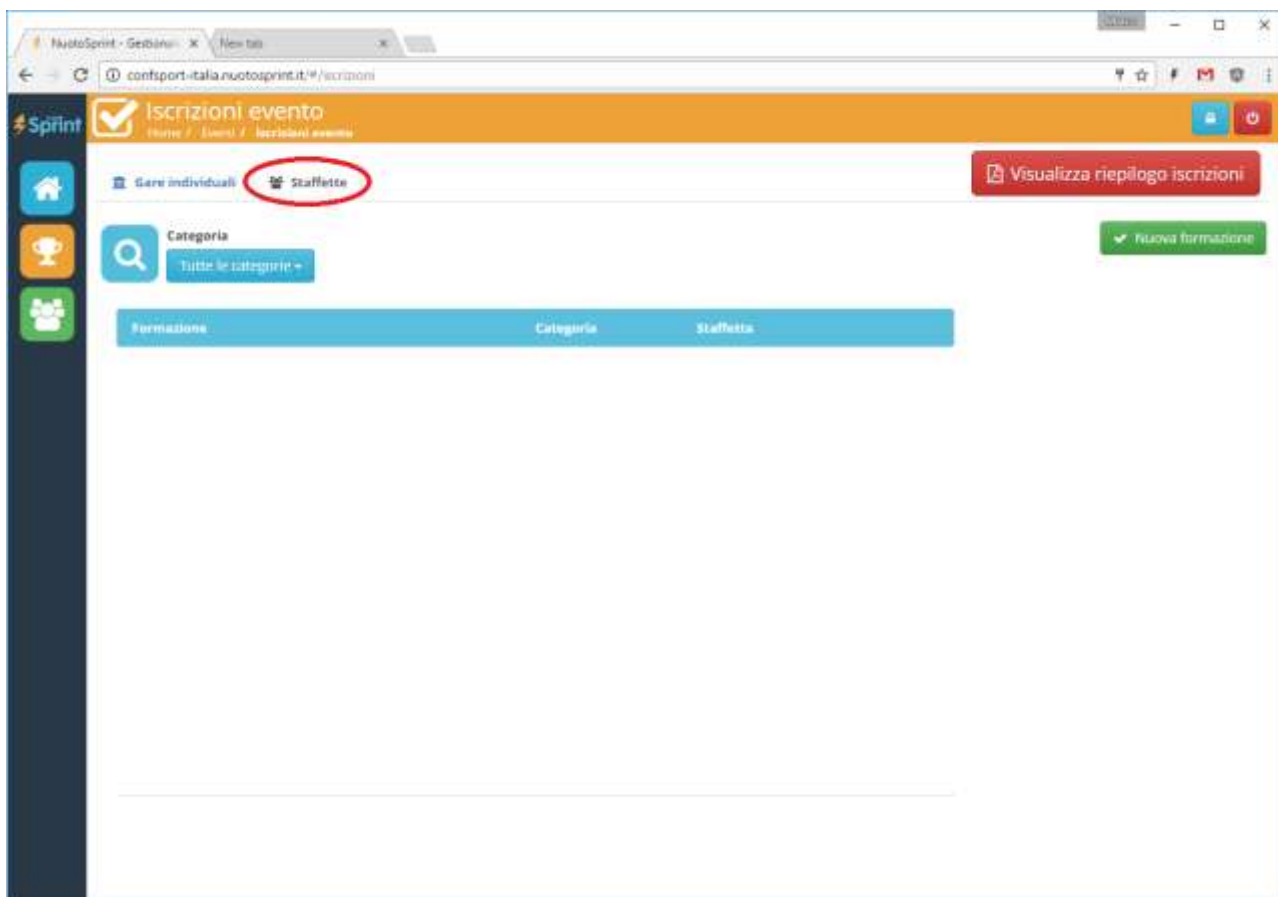 NuotoSprint - Gestiona
New tab
confsport-italia.nuotosprint.it/#/iscrizioni
Sprint
Iscrizioni evento
Home / Eventi / Iscrizioni evento
Gare individuali
Staffette
Visualizza riepilogo iscrizioni
Categoria
Tutte le categorie
Nuova formazione
Formazione Categoria Staffetta